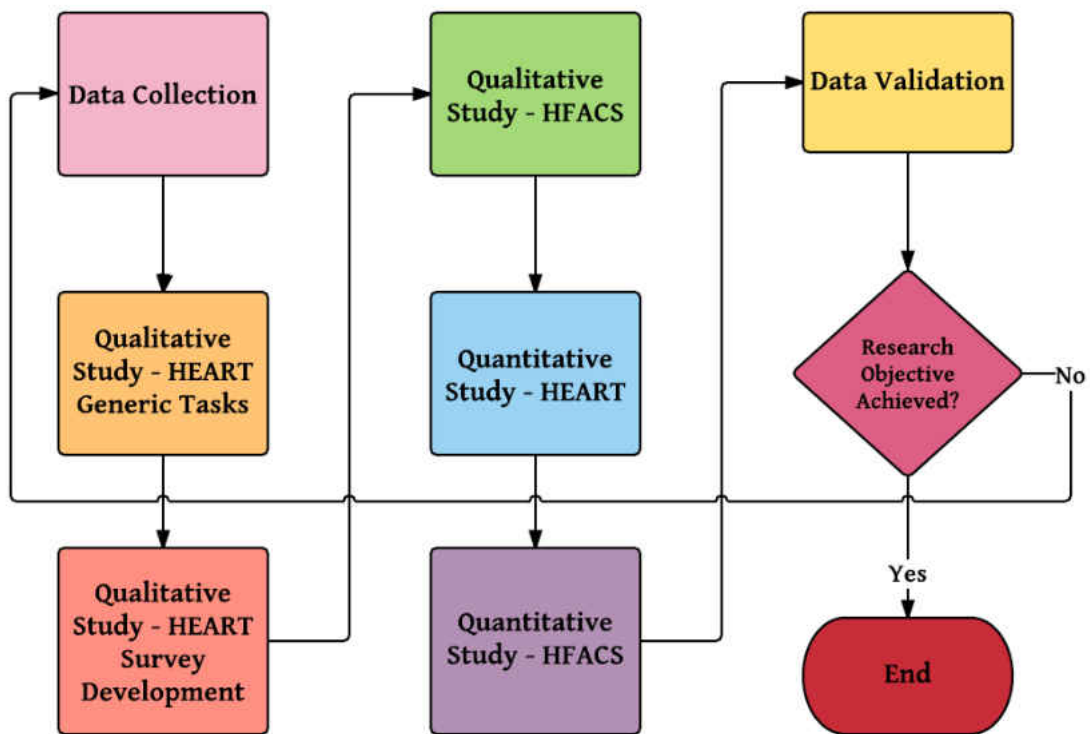 Data Collection
Qualitative
Study - HEART
Generic Tasks
Qualitative
Study - HEART
Survey
Development
Qualitative
Study - HFACS
Quantitative
Study - HEART
Quantitative
Study - HFACS
Data Validation
Research
Objective
Achieved?
No
Yes
End